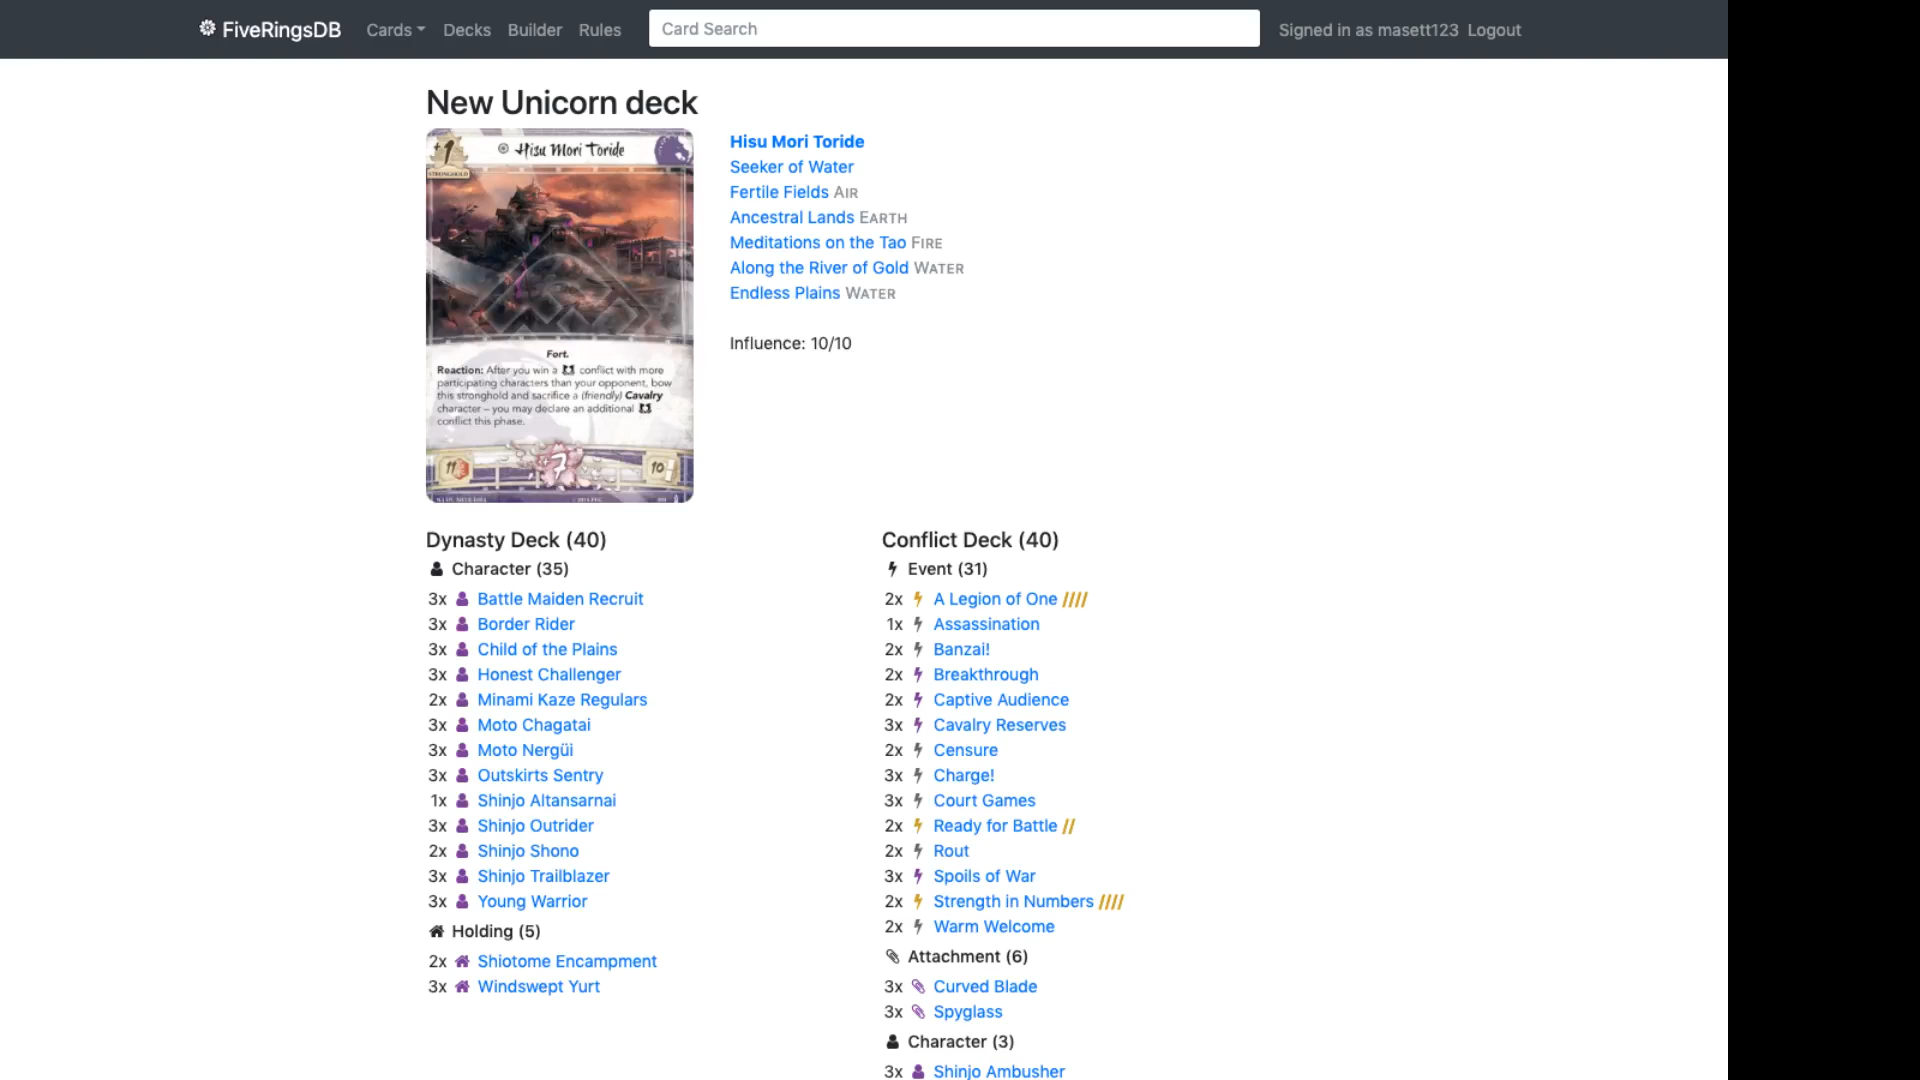 FiveRingsDB Cards Decks Builder Rules Card Search Signed in as masett123 Logout
New Unicorn deck
+1
STRONGHOLD
Hisu Mori Toride
Fort.
Reaction: After you win a conflict with more
participating characters than your opponent, bow
this stronghold and sacrifice a (friendly) Cavalry
character – you may declare an additional
conflict this phase.
11 7 10
Hisu Mori Toride
Seeker of Water
Fertile Fields AIR
Ancestral Lands EARTH
Meditations on the Tao FIRE
Along the River of Gold WATER
Endless Plains WATER
Influence: 10/10
Dynasty Deck (40)
Character (35)
3x Battle Maiden Recruit
3x Border Rider
3x Child of the Plains
3x Honest Challenger
2x Minami Kaze Regulars
3x Moto Chagatai
3x Moto Nergüi
3x Outskirts Sentry
1x Shinjo Altansarnai
3x Shinjo Outrider
2x Shinjo Shono
3x Shinjo Trailblazer
3x Young Warrior
Holding (5)
2x Shiotome Encampment
3x Windswept Yurt
Conflict Deck (40)
Event (31)
2x A Legion of One ////
1x Assassination
2x Banzai!
2x Breakthrough
2x Captive Audience
3x Cavalry Reserves
2x Censure
3x Charge!
3x Court Games
2x Ready for Battle //
2x Rout
3x Spoils of War
2x Strength in Numbers ////
2x Warm Welcome
Attachment (6)
3x Curved Blade
3x Spyglass
Character (3)
3x Shinjo Ambusher